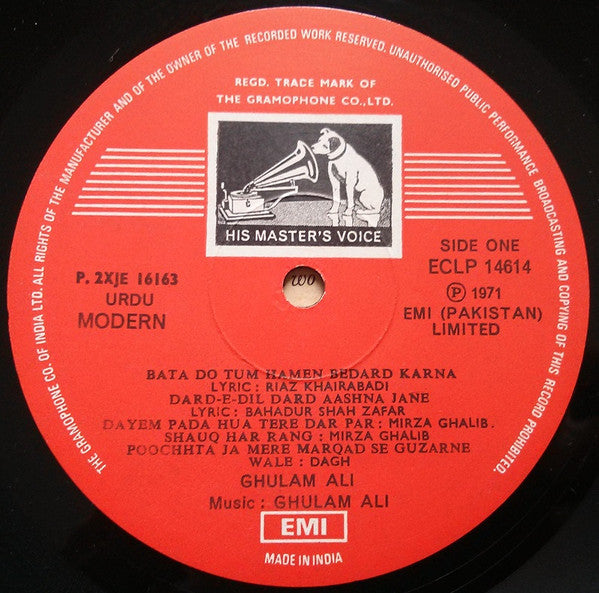 THE GRAMOPHONE CO. OF INDIA LTD. ALL RIGHTS OF THE MANUFACTURER AND OF THE OWNER OF THE RECORDED WORK RESERVED. UNAUTHORISED PUBLIC PERFORMANCE BROADCASTING AND COPYING OF THIS RECORD PROHIBITED.
REGD. TRADE MARK OF
THE GRAMOPHONE CO.,LTD.
HIS MASTER'S VOICE
P. 2XJE 16163
URDU
MODERN
wo
SIDE ONE
ECLP 14614
Ⓟ 1971
EMI (PAKISTAN)
LIMITED
BATA DO TUM HAMEN BEDARD KARNA
LYRIC : RIAZ KHAIRABADI
DARD-E-DIL DARD AASHNA JANE
LYRIC : BAHADUR SHAH ZAFAR
DAYEM PADA HUA TERE DAR PAR : MIRZA GHALIB.
SHAUQ HAR RANG : MIRZA GHALIB
POOCHHTA JA MERE MARQAD SE GUZARNE
WALE : DAGH
GHULAM ALI
Music : GHULAM ALI
EMI
MADE IN INDIA